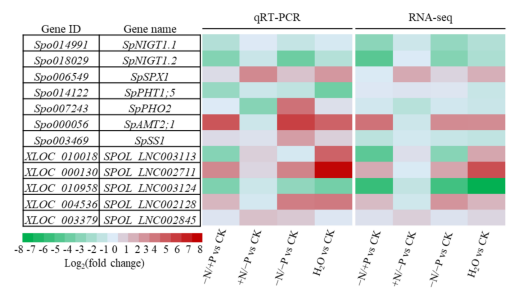 qRT-PCR RNA-seq
Gene ID Gene name
Spo014991 SpNIGT1.1
Spo018029 SpNIGT1.2
Spo006549 SpSPX1
Spo014122 SpPHT1;5
Spo007243 SpPHO2
Spo000056 SpAMT2;1
Spo003469 SpSS1
XLOC_010018 SPOL_LNC003113
XLOC_000130 SPOL_LNC002711
XLOC_010958 SPOL_LNC003124
XLOC_004536 SPOL_LNC002128
XLOC_003379 SPOL_LNC002845
-8 -7 -6 -5 -4 -3 -2 -1 0 1 2 3 4 5 6 7 8
Log2(fold change)
−N/+P vs CK
+N/−P vs CK
−N/−P vs CK
H2O vs CK
−N/+P vs CK
+N/−P vs CK
−N/−P vs CK
H2O vs CK